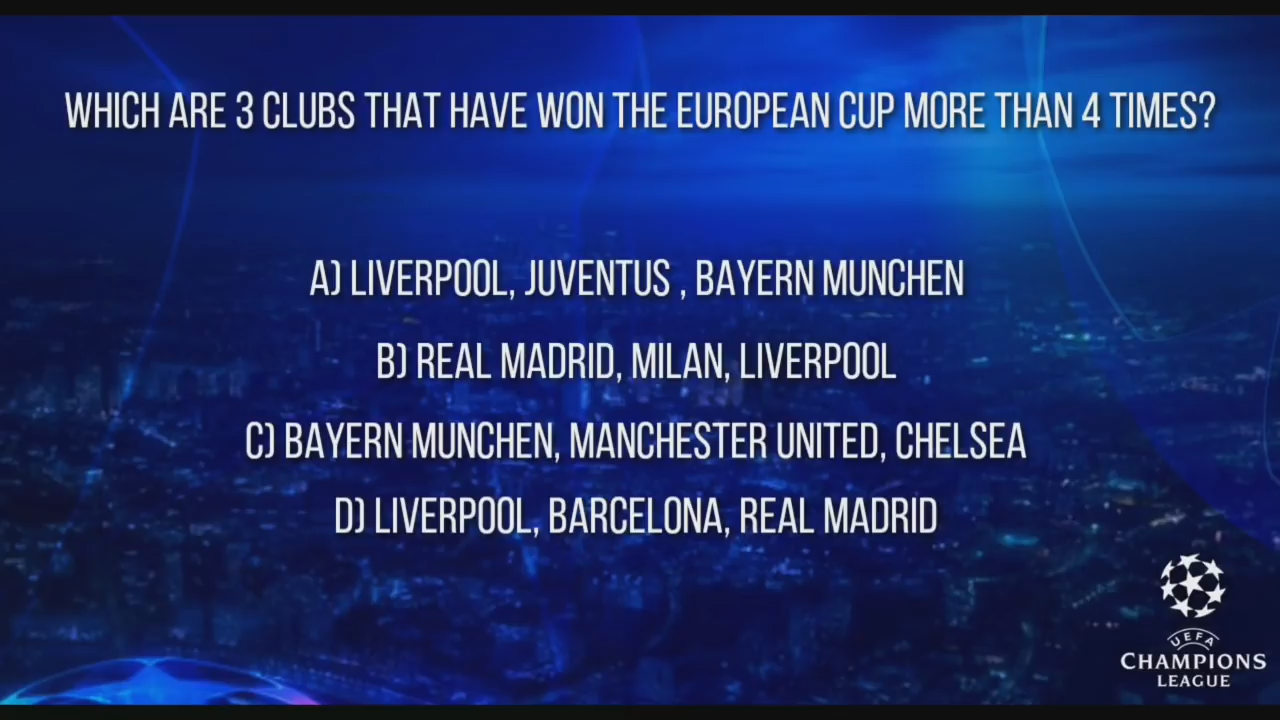 WHICH ARE 3 CLUBS THAT HAVE WON THE EUROPEAN CUP MORE THAN 4 TIMES?
A) LIVERPOOL, JUVENTUS , BAYERN MUNCHEN
B) REAL MADRID, MILAN, LIVERPOOL
C) BAYERN MUNCHEN, MANCHESTER UNITED, CHELSEA
D) LIVERPOOL, BARCELONA, REAL MADRID
UEFA
CHAMPIONS
LEAGUE